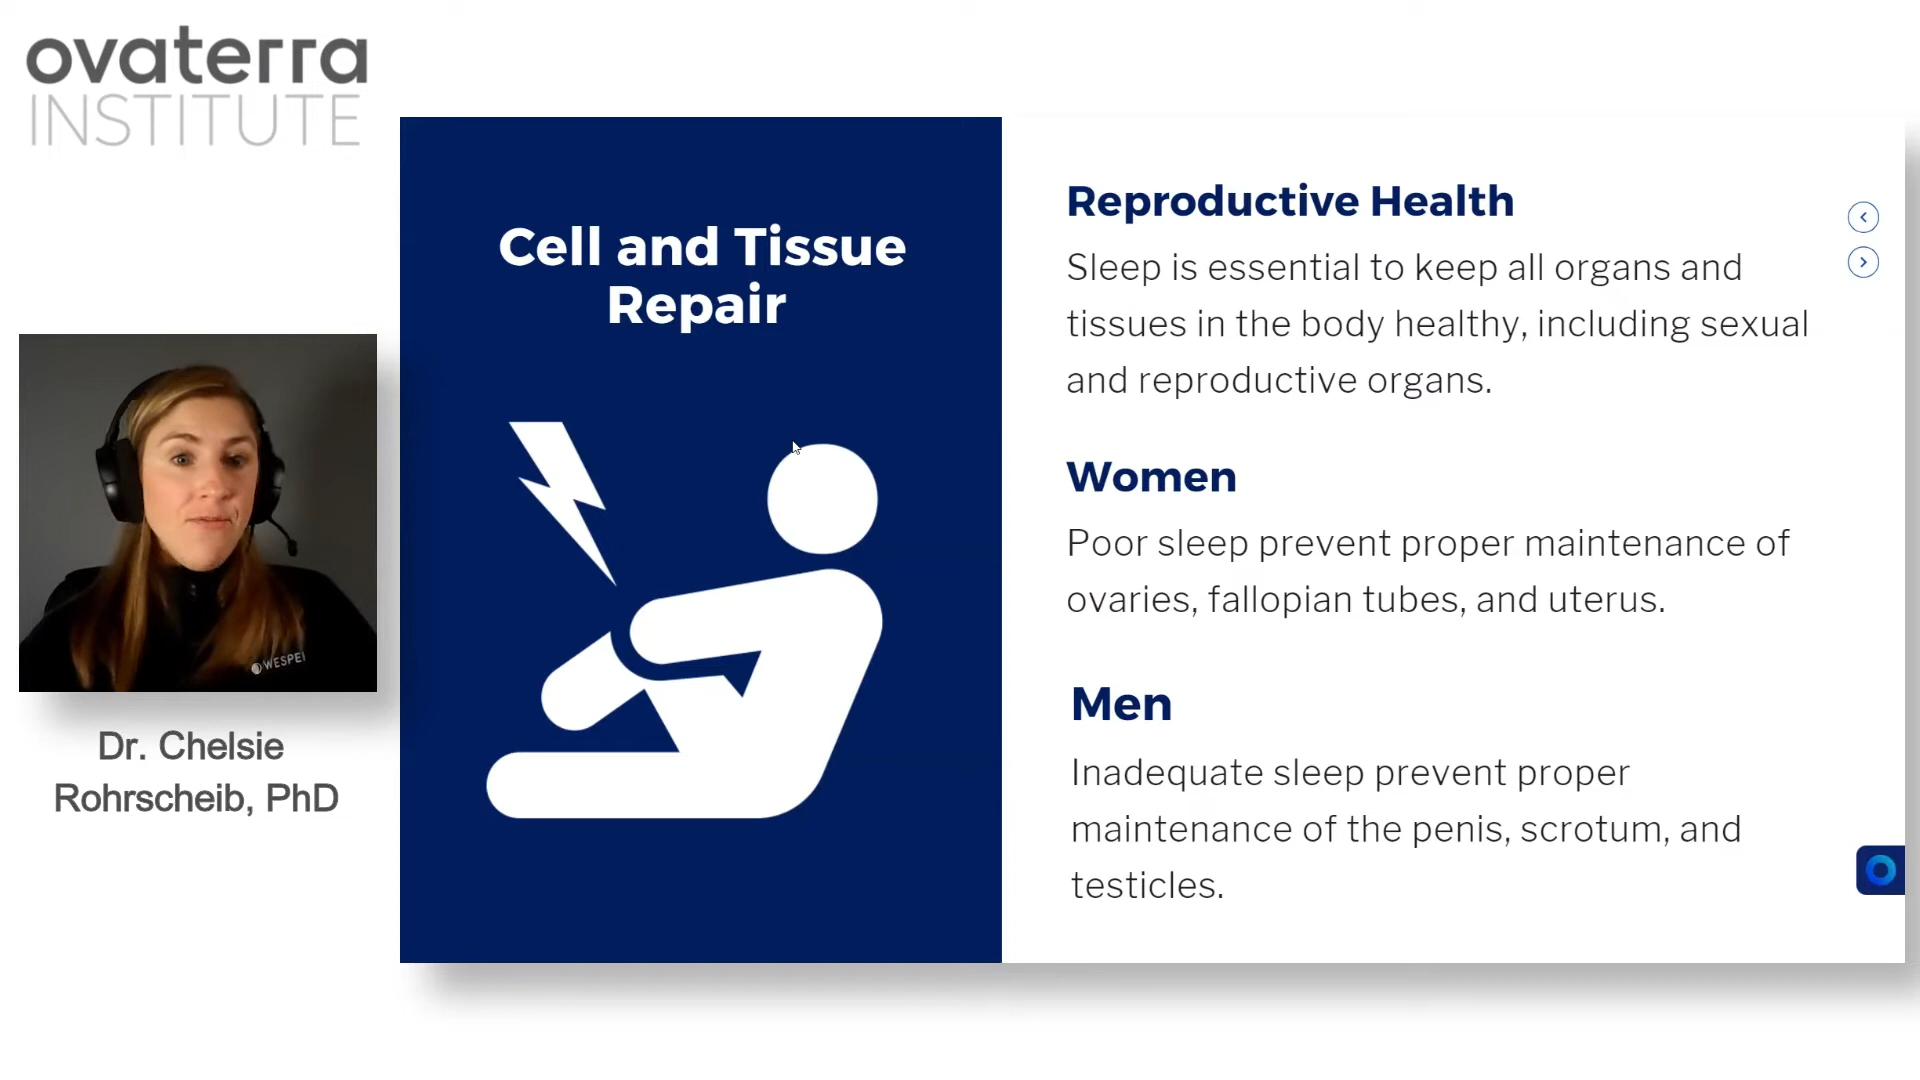 ovaterra
INSTITUTE
Cell and Tissue
Repair
Reproductive Health
Sleep is essential to keep all organs and
tissues in the body healthy, including sexual
and reproductive organs.
Women
Poor sleep prevent proper maintenance of
ovaries, fallopian tubes, and uterus.
Men
Inadequate sleep prevent proper
maintenance of the penis, scrotum, and
testicles.
WESPER
Dr. Chelsie
Rohrscheib, PhD